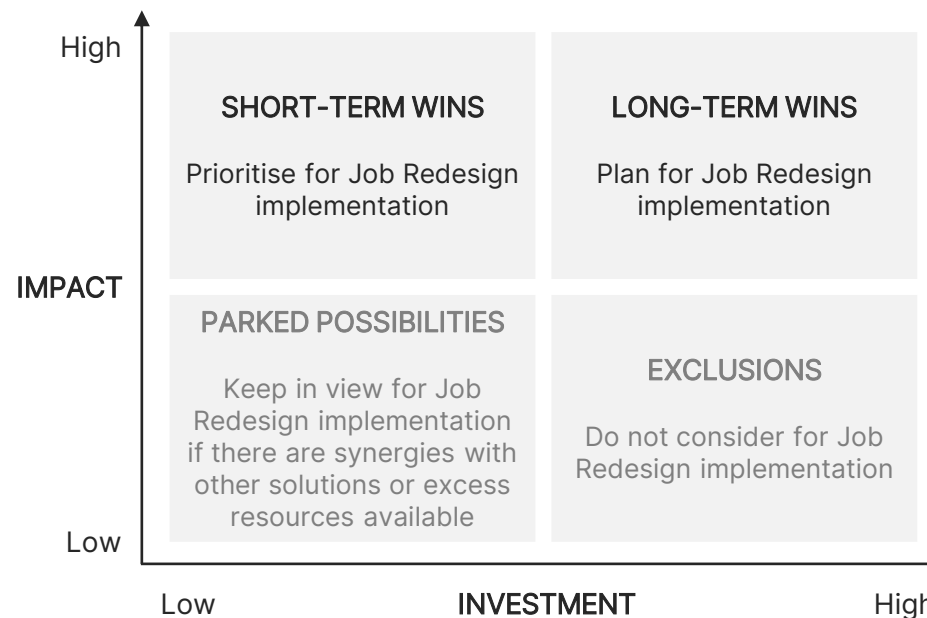 High
SHORT-TERM WINS
Prioritise for Job Redesign
implementation
LONG-TERM WINS
Plan for Job Redesign
implementation
IMPACT
PARKED POSSIBILITIES
Keep in view for Job
Redesign implementation
if there are synergies with
other solutions or excess
resources available
EXCLUSIONS
Do not consider for Job
Redesign implementation
Low
Low
INVESTMENT
High